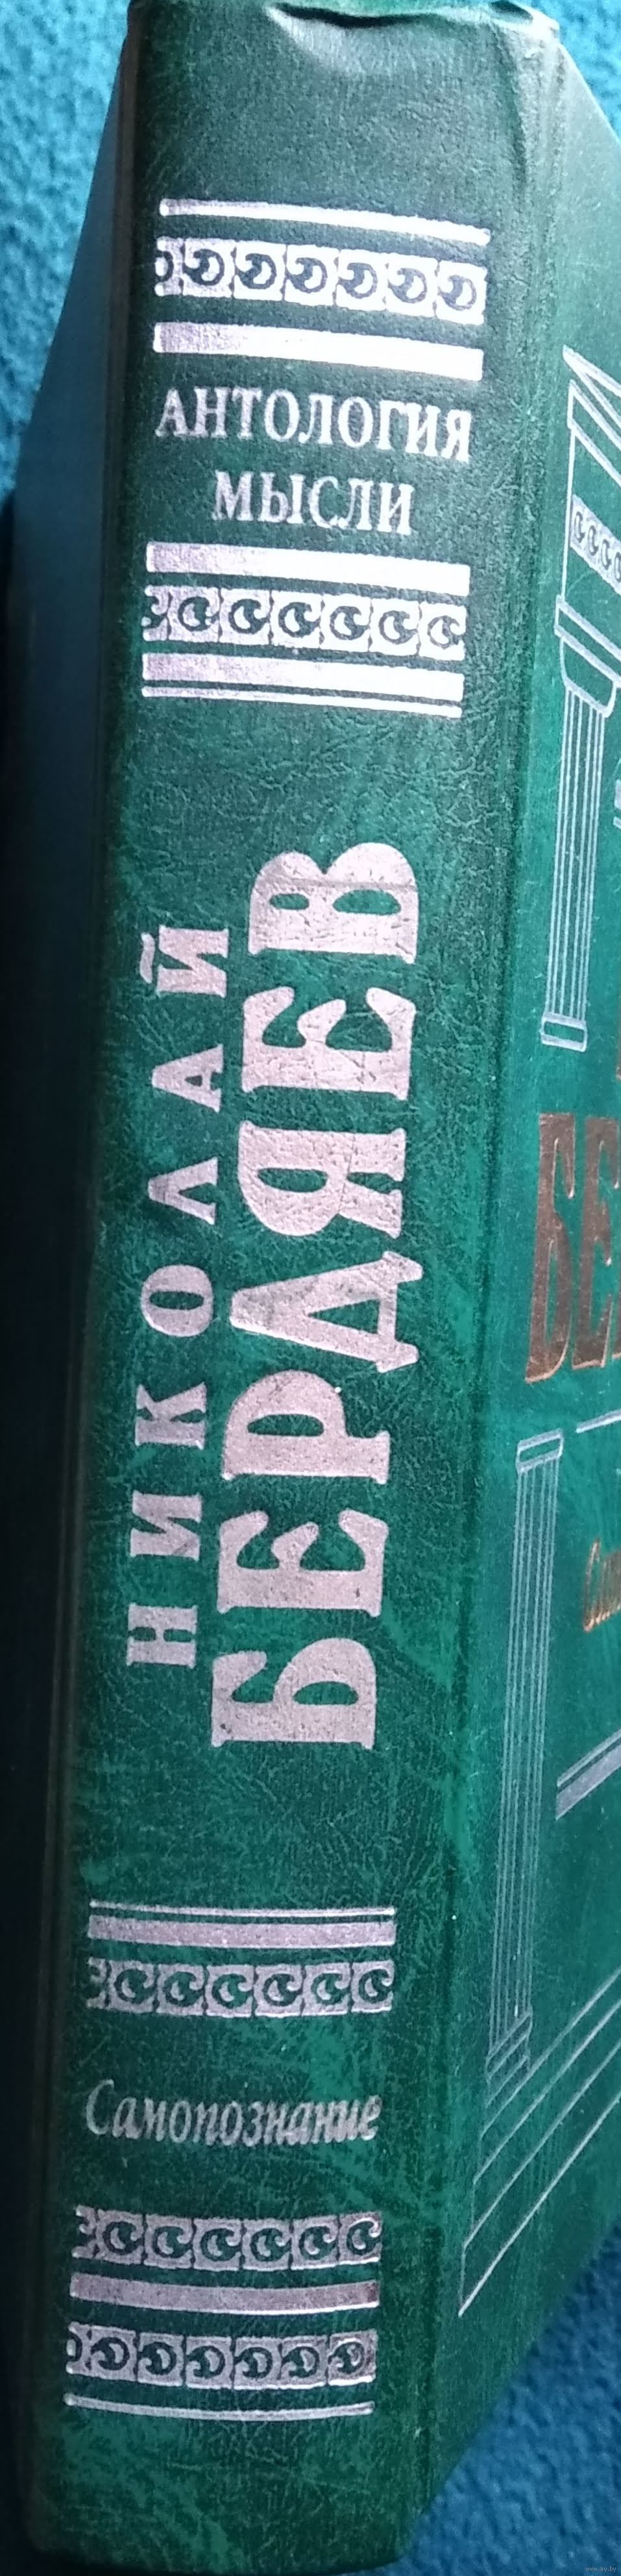 АНТОЛОГИЯ
МЫСЛИ
НИКОЛАЙ
БЕРДЯЕВ
Самопознание